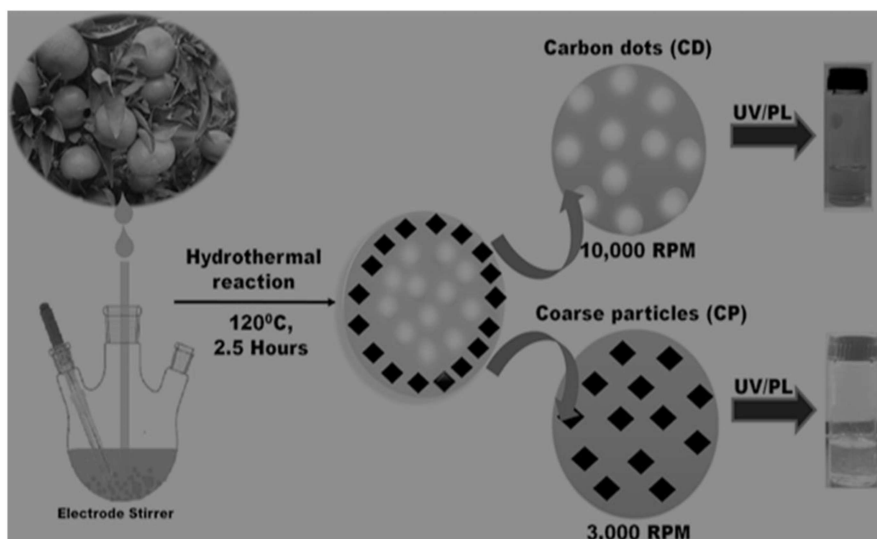 Carbon dots (CD)
UV/PL
10,000 RPM
Hydrothermal
reaction
120⁰C,
2.5 Hours
Coarse particles (CP)
UV/PL
3,000 RPM
Electrode Stirrer